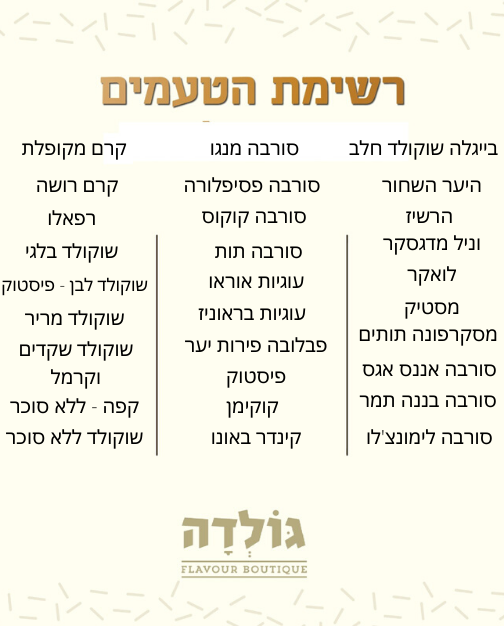 רשימת הטעמים
בייגלה שוקולד חלב
היער השחור
הרשיז
וניל מדגסקר
לואקר
מסטיק
מסקרפונה תותים
סורבה אננס אגס
סורבה בננה תמר
סורבה לימונצ'לו
סורבה מנגו
סורבה פסיפלורה
סורבה קוקוס
סורבה תות
עוגיות אוראו
עוגיות בראוניז
פבלובה פירות יער
פיסטוק
קוקימן
קינדר באונו
קרם מקופלת
קרם רושה
רפאלו
שוקולד בלגי
שוקולד לבן - פיסטוק
שוקולד מריר
שוקולד שקדים
וקרמל
קפה - ללא סוכר
שוקולד ללא סוכר
גּוֹלְדָה
FLAVOUR BOUTIQUE